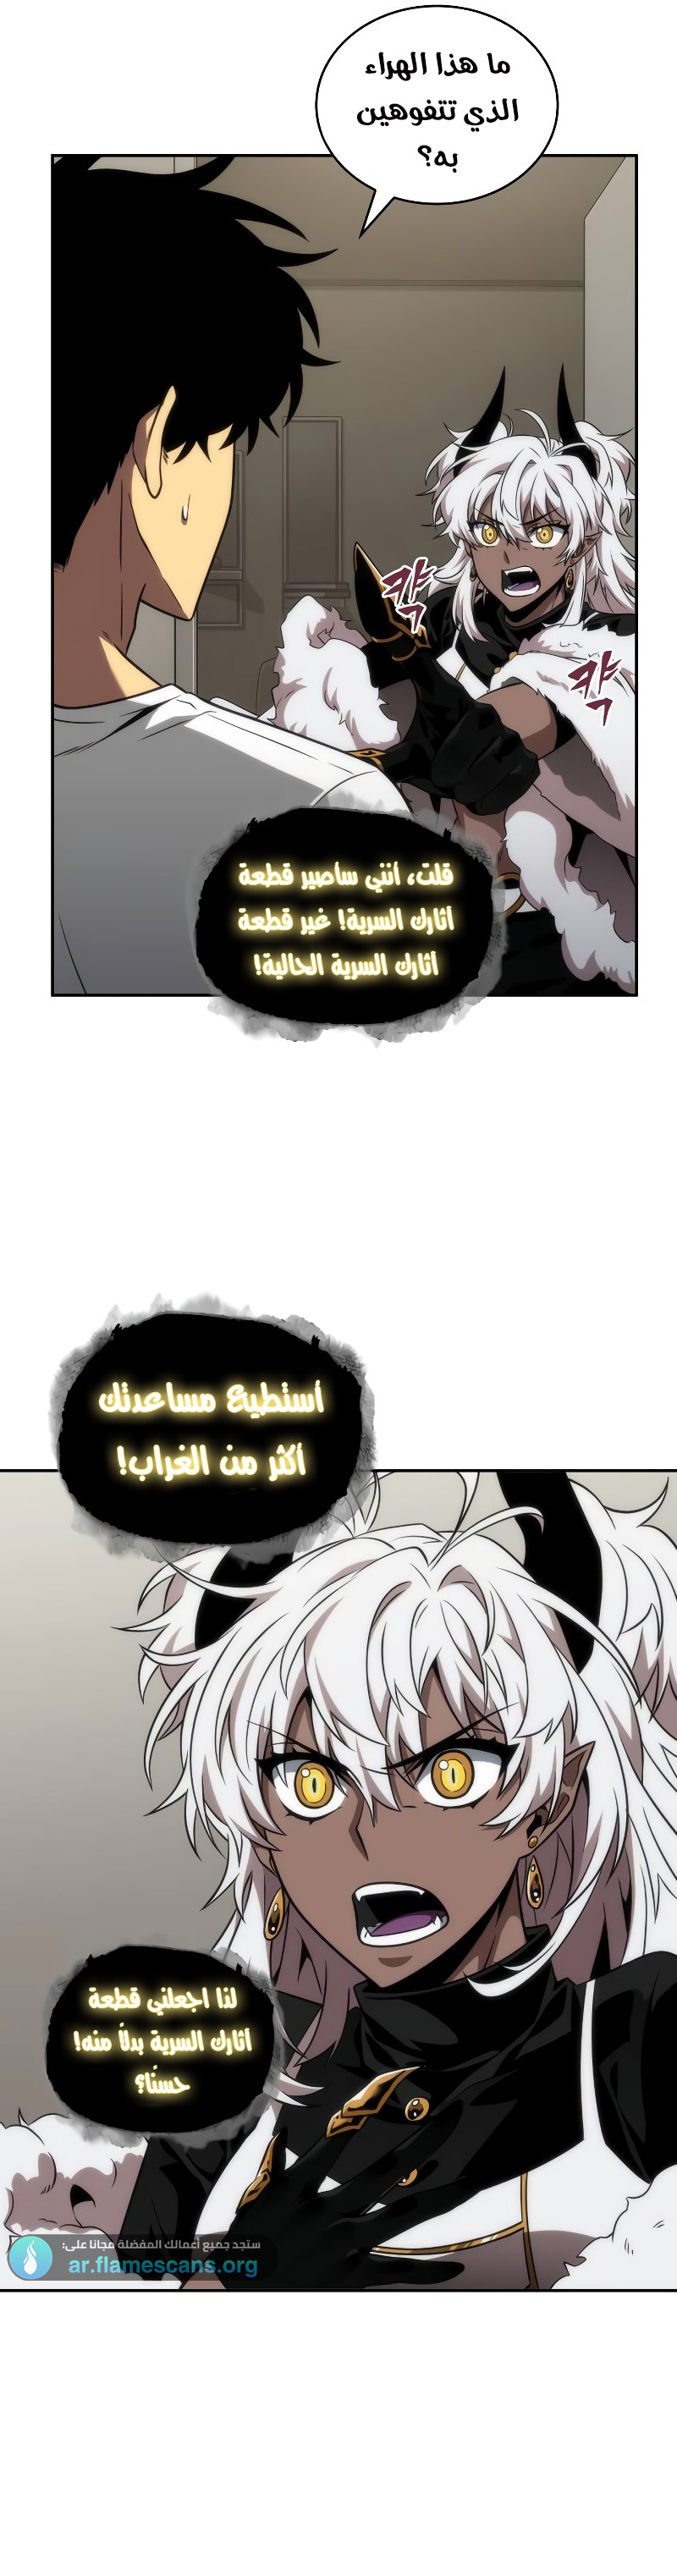 ما هذا الهراء
الذي تتفوهين
به؟
캭
캭
قلت، أنني سأصير قطعة
أثارك السرية! غير قطعة
أثارك السرية الحالية!
أستطيع مساعدتك
أكثر من الغراب!
لذا اجعلني قطعة
أثارك السرية بدلاً منه!
حسنًا؟
ستجد جميع أعمالك المفضلة مجانا على:
ar.flamescans.org